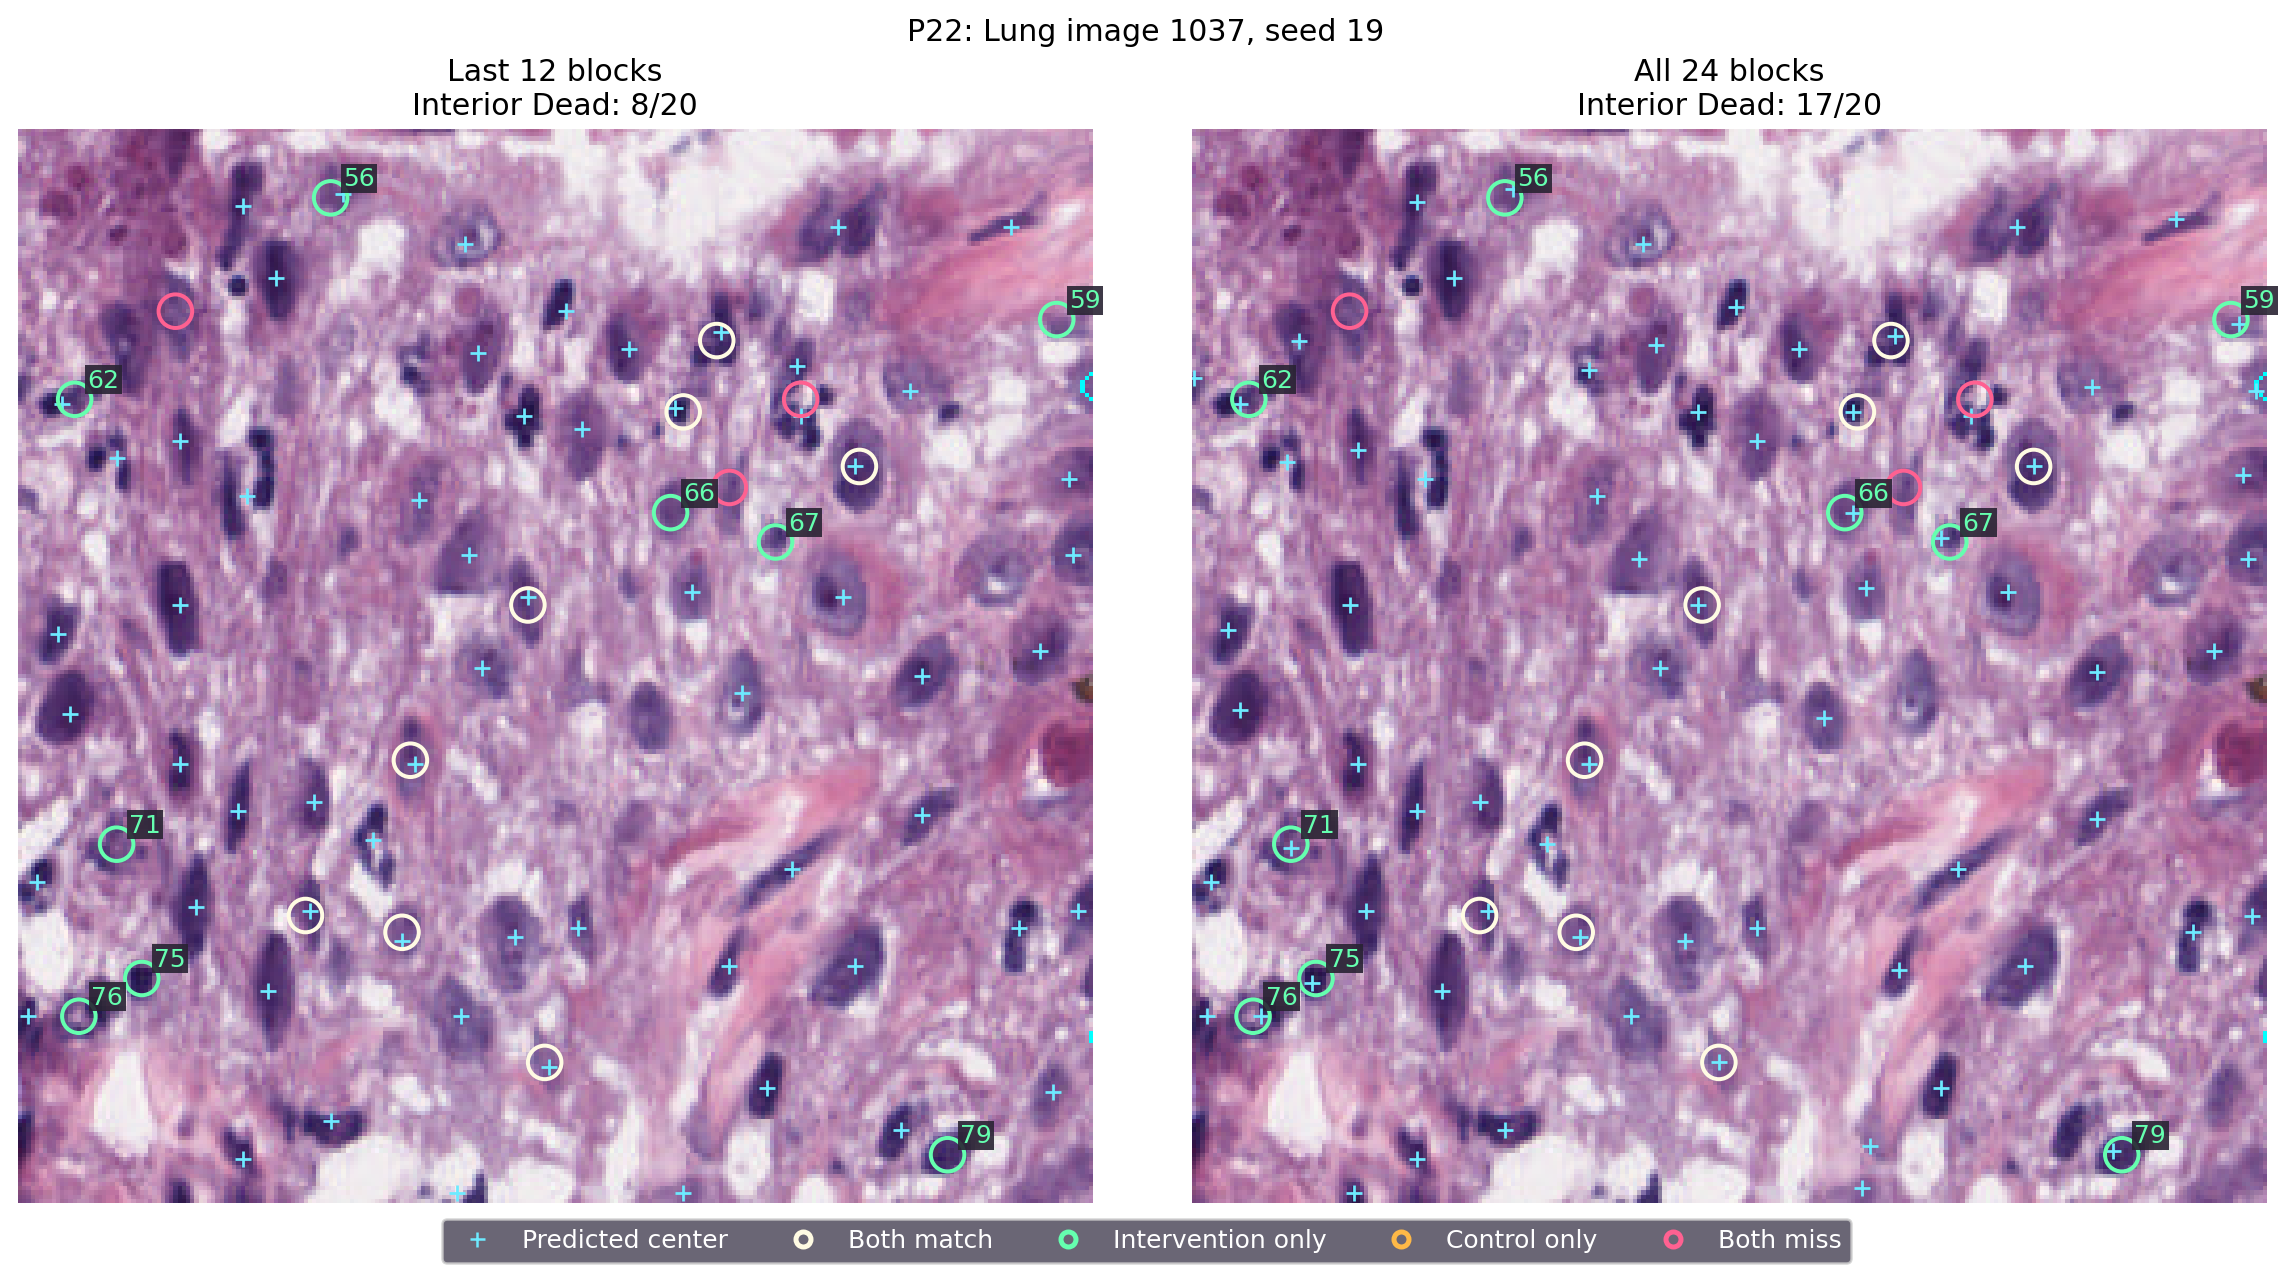 P22: Lung image 1037, seed 19
Last 12 blocks
Interior Dead: 8/20
56
59
62
66
67
71
75
76
79
All 24 blocks
Interior Dead: 17/20
56
59
62
66
67
71
75
76
79
Predicted center
Both match
Intervention only
Control only
Both miss